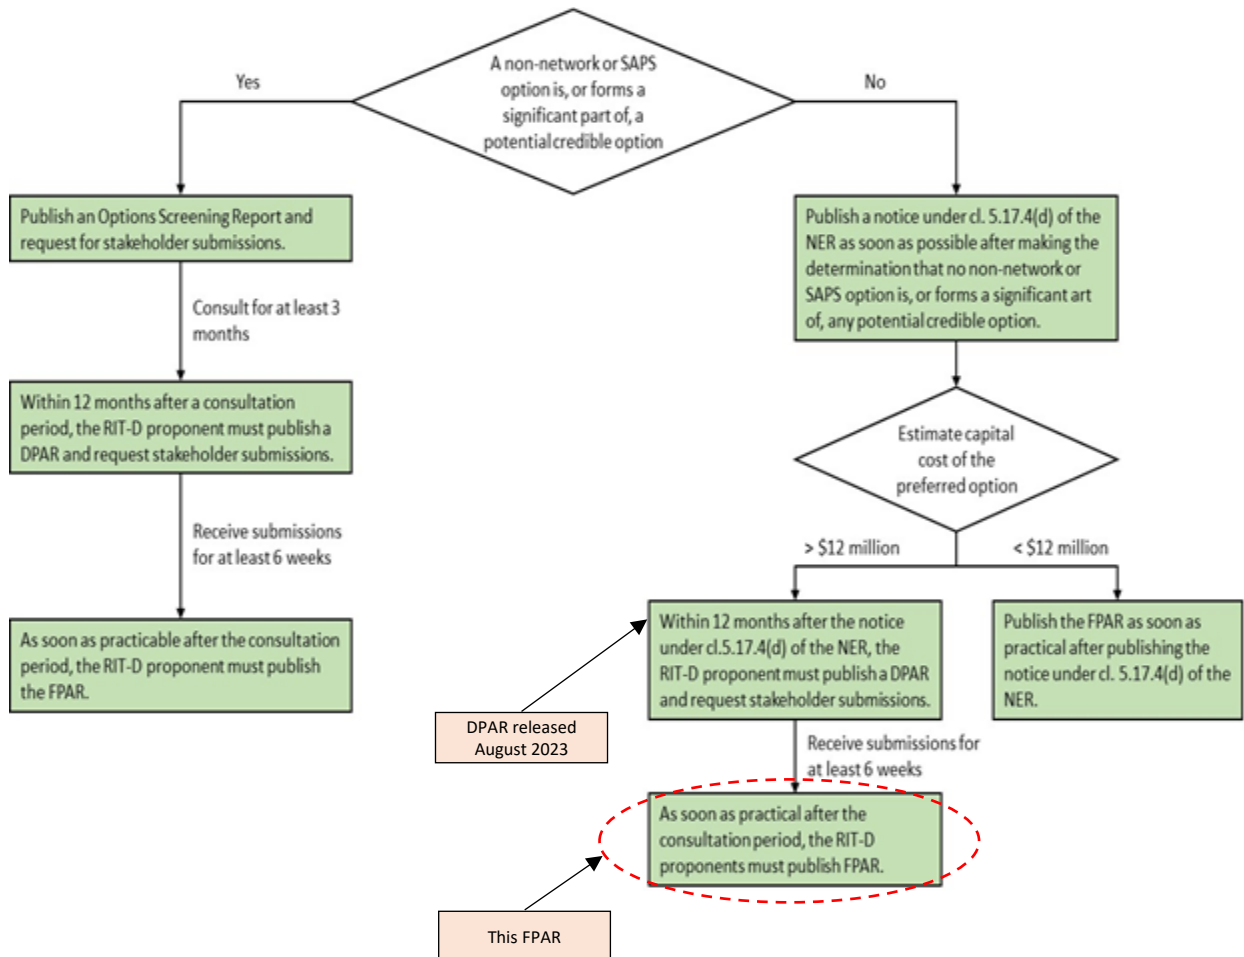 A non-network or SAPS
option is, or forms a
significant part of, a
potential credible option
Yes
No
Publish an Options Screening Report and
request for stakeholder submissions.
Consult for at least 3
months
Within 12 months after a consultation
period, the RIT-D proponent must publish a
DPAR and request stakeholder submissions.
Receive submissions
for at least 6 weeks
As soon as practicable after the consultation
period, the RIT-D proponent must publish
the FPAR.
Publish a notice under cl. 5.17.4(d) of the
NER as soon as possible after making the
determination that no non-network or
SAPS option is, or forms a significant art
of, any potential credible option.
Estimate capital
cost of the
preferred option
> $12 million
< $12 million
Within 12 months after the notice
under cl.5.17.4(d) of the NER, the
RIT-D proponent must publish a DPAR
and request stakeholder submissions.
Publish the FPAR as soon as
practical after publishing the
notice under cl. 5.17.4(d) of the
NER.
DPAR released
August 2023
Receive submissions for
at least 6 weeks
As soon as practical after the
consultation period, the RIT-D
proponents must publish FPAR.
This FPAR